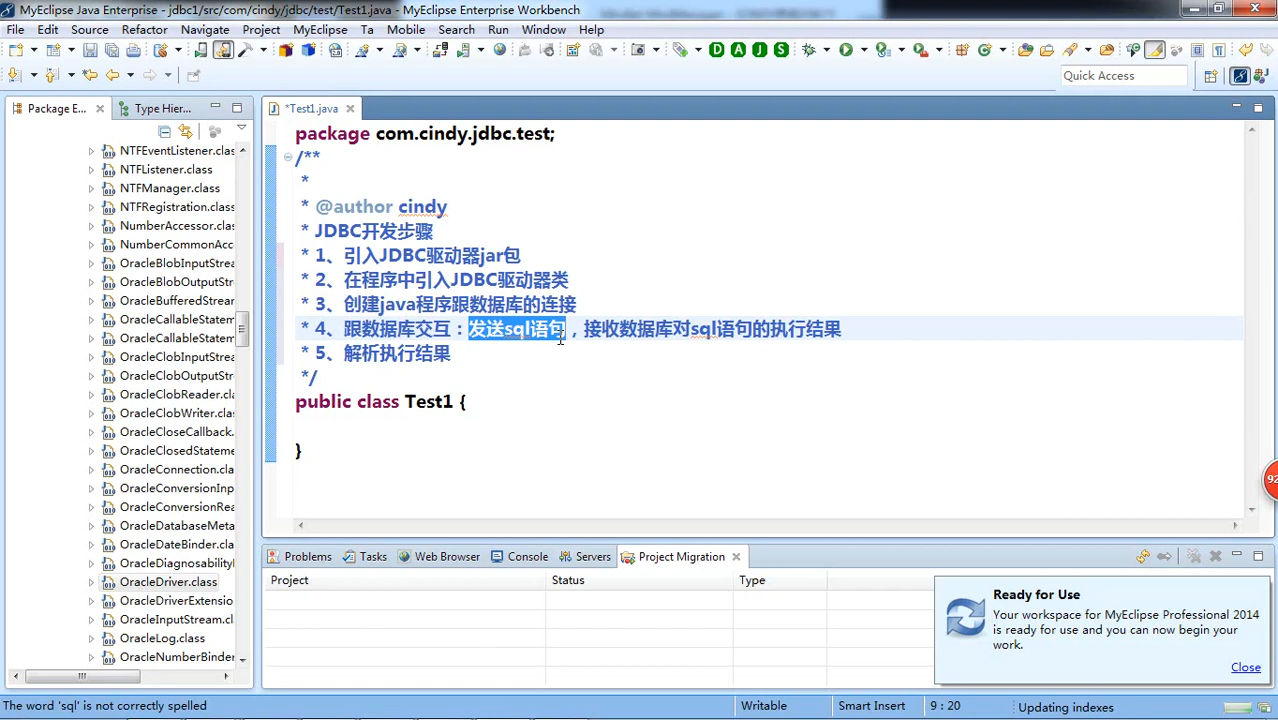 MyEclipse Java Enterprise - jdbc1/src/com/cindy/jdbc/test/Test1.java - MyEclipse Enterprise Workbench
File Edit Source Refactor Navigate Project MyEclipse Ta Mobile Search Run Window Help
Quick Access
Package E...
Type Hier...
*Test1.java
NTFEventListener.clas
NTFListener.class
NTFManager.class
NTFRegistration.class
NumberAccessor.class
NumberCommonAcc
OracleBlobInputStrea
OracleBlobOutputStre
OracleBufferedStream
OracleCallableStatem
OracleCallableStatem
OracleClobInputStrea
OracleClobOutputStre
OracleClobReader.cla
OracleClobWriter.clas
OracleCloseCallback.
OracleClosedStateme
OracleConnection.cla
OracleConversionInp
OracleConversionRea
OracleDatabaseMeta
OracleDateBinder.cla
OracleDiagnosability
OracleDriver.class
OracleDriverExtensio
OracleInputStream.cl
OracleLog.class
OracleNumberBinder
package com.cindy.jdbc.test;
/**
*
* @author cindy
* JDBC开发步骤
* 1、引入JDBC驱动器jar包
* 2、在程序中引入JDBC驱动器类
* 3、创建java程序跟数据库的连接
* 4、跟数据库交互：发送sql语句，接收数据库对sql语句的执行结果
* 5、解析执行结果
*/
public class Test1 {
}
92
Problems Tasks Web Browser Console Servers Project Migration
Project Status Type
Ready for Use
Your workspace for MyEclipse Professional 2014
is ready for use and you can now begin your
work.
Close
The word 'sql' is not correctly spelled
Writable
Smart Insert
9 : 20
Updating indexes